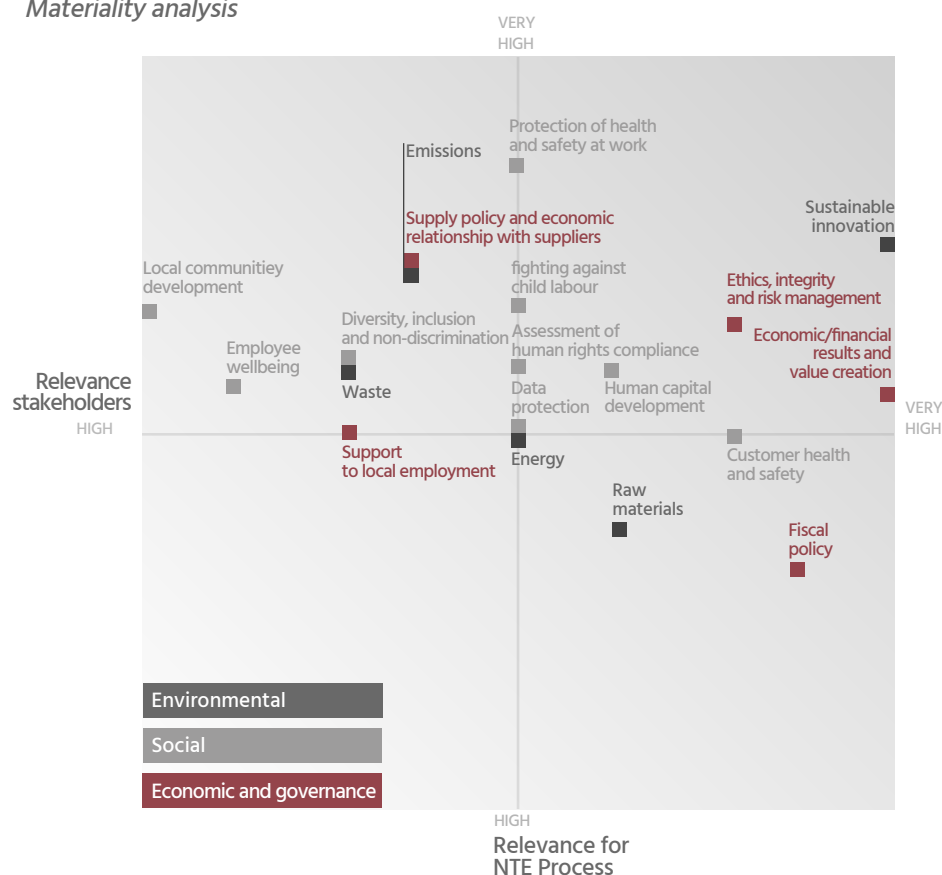 Materiality analysis
VERY
HIGH
Protection of health
and safety at work
Emissions
Sustainable
innovation
Supply policy and economic
relationship with suppliers
Local communitiey
development
fighting against
child labour
Ethics, integrity
and risk management
Diversity, inclusion
and non-discrimination
Assessment of
human rights compliance
Economic/financial
results and
value creation
Employee
wellbeing
Relevance
stakeholders
HIGH
Waste
Data
protection
Human capital
development
VERY
HIGH
Support
to local employment
Energy
Customer health
and safety
Raw
materials
Fiscal
policy
Environmental
Social
Economic and governance
HIGH
Relevance for
NTE Process